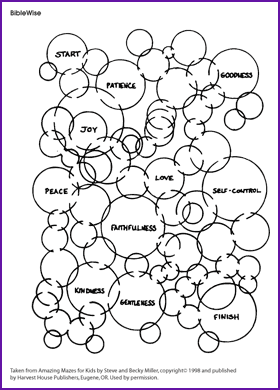 BibleWise
START
PATIENCE
GOODNESS
JOY
LOVE
PEACE
SELF-CONTROL
FAITHFULNESS
KINDNESS
GENTLENESS
FINISH
Taken from Amazing Mazes for Kids by Steve and Becky Miller, copyright© 1998 and published
by Harvest House Publishers, Eugene, OR. Used by permission.